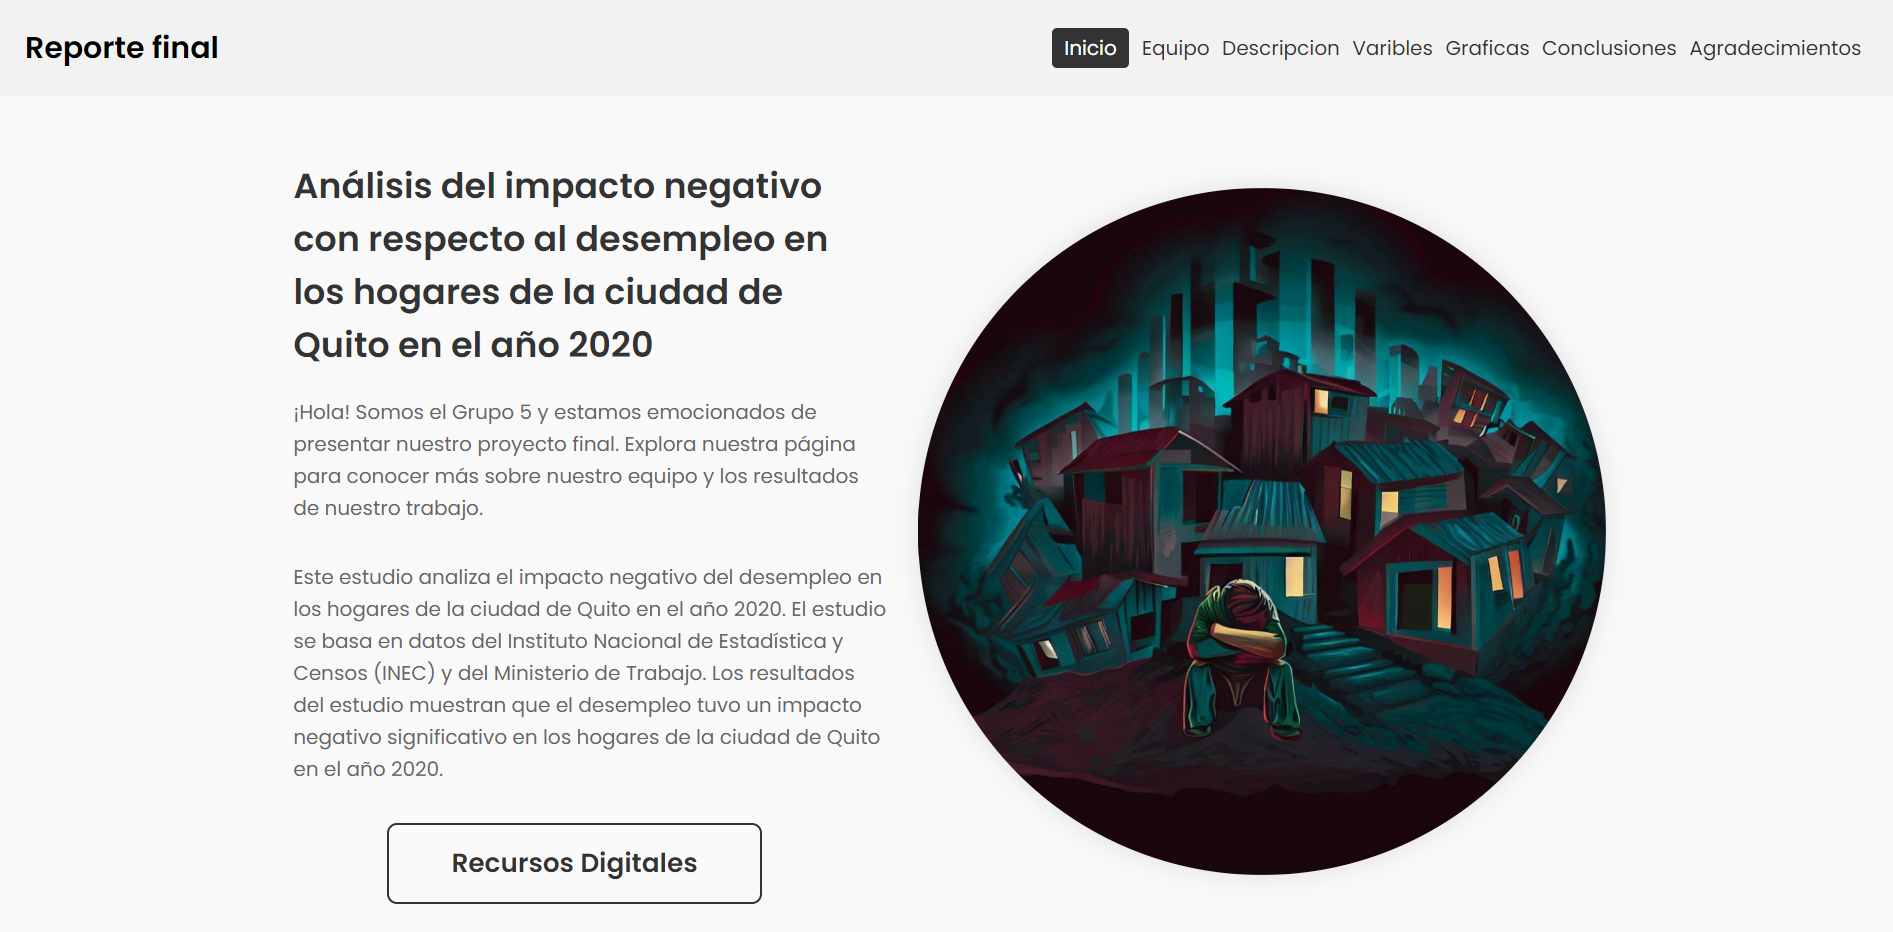 Reporte final
Inicio Equipo Descripcion Varibles Graficas Conclusiones Agradecimientos
Análisis del impacto negativo
con respecto al desempleo en
los hogares de la ciudad de
Quito en el año 2020
¡Hola! Somos el Grupo 5 y estamos emocionados de
presentar nuestro proyecto final. Explora nuestra página
para conocer más sobre nuestro equipo y los resultados
de nuestro trabajo.
Este estudio analiza el impacto negativo del desempleo en
los hogares de la ciudad de Quito en el año 2020. El estudio
se basa en datos del Instituto Nacional de Estadística y
Censos (INEC) y del Ministerio de Trabajo. Los resultados
del estudio muestran que el desempleo tuvo un impacto
negativo significativo en los hogares de la ciudad de Quito
en el año 2020.
Recursos Digitales